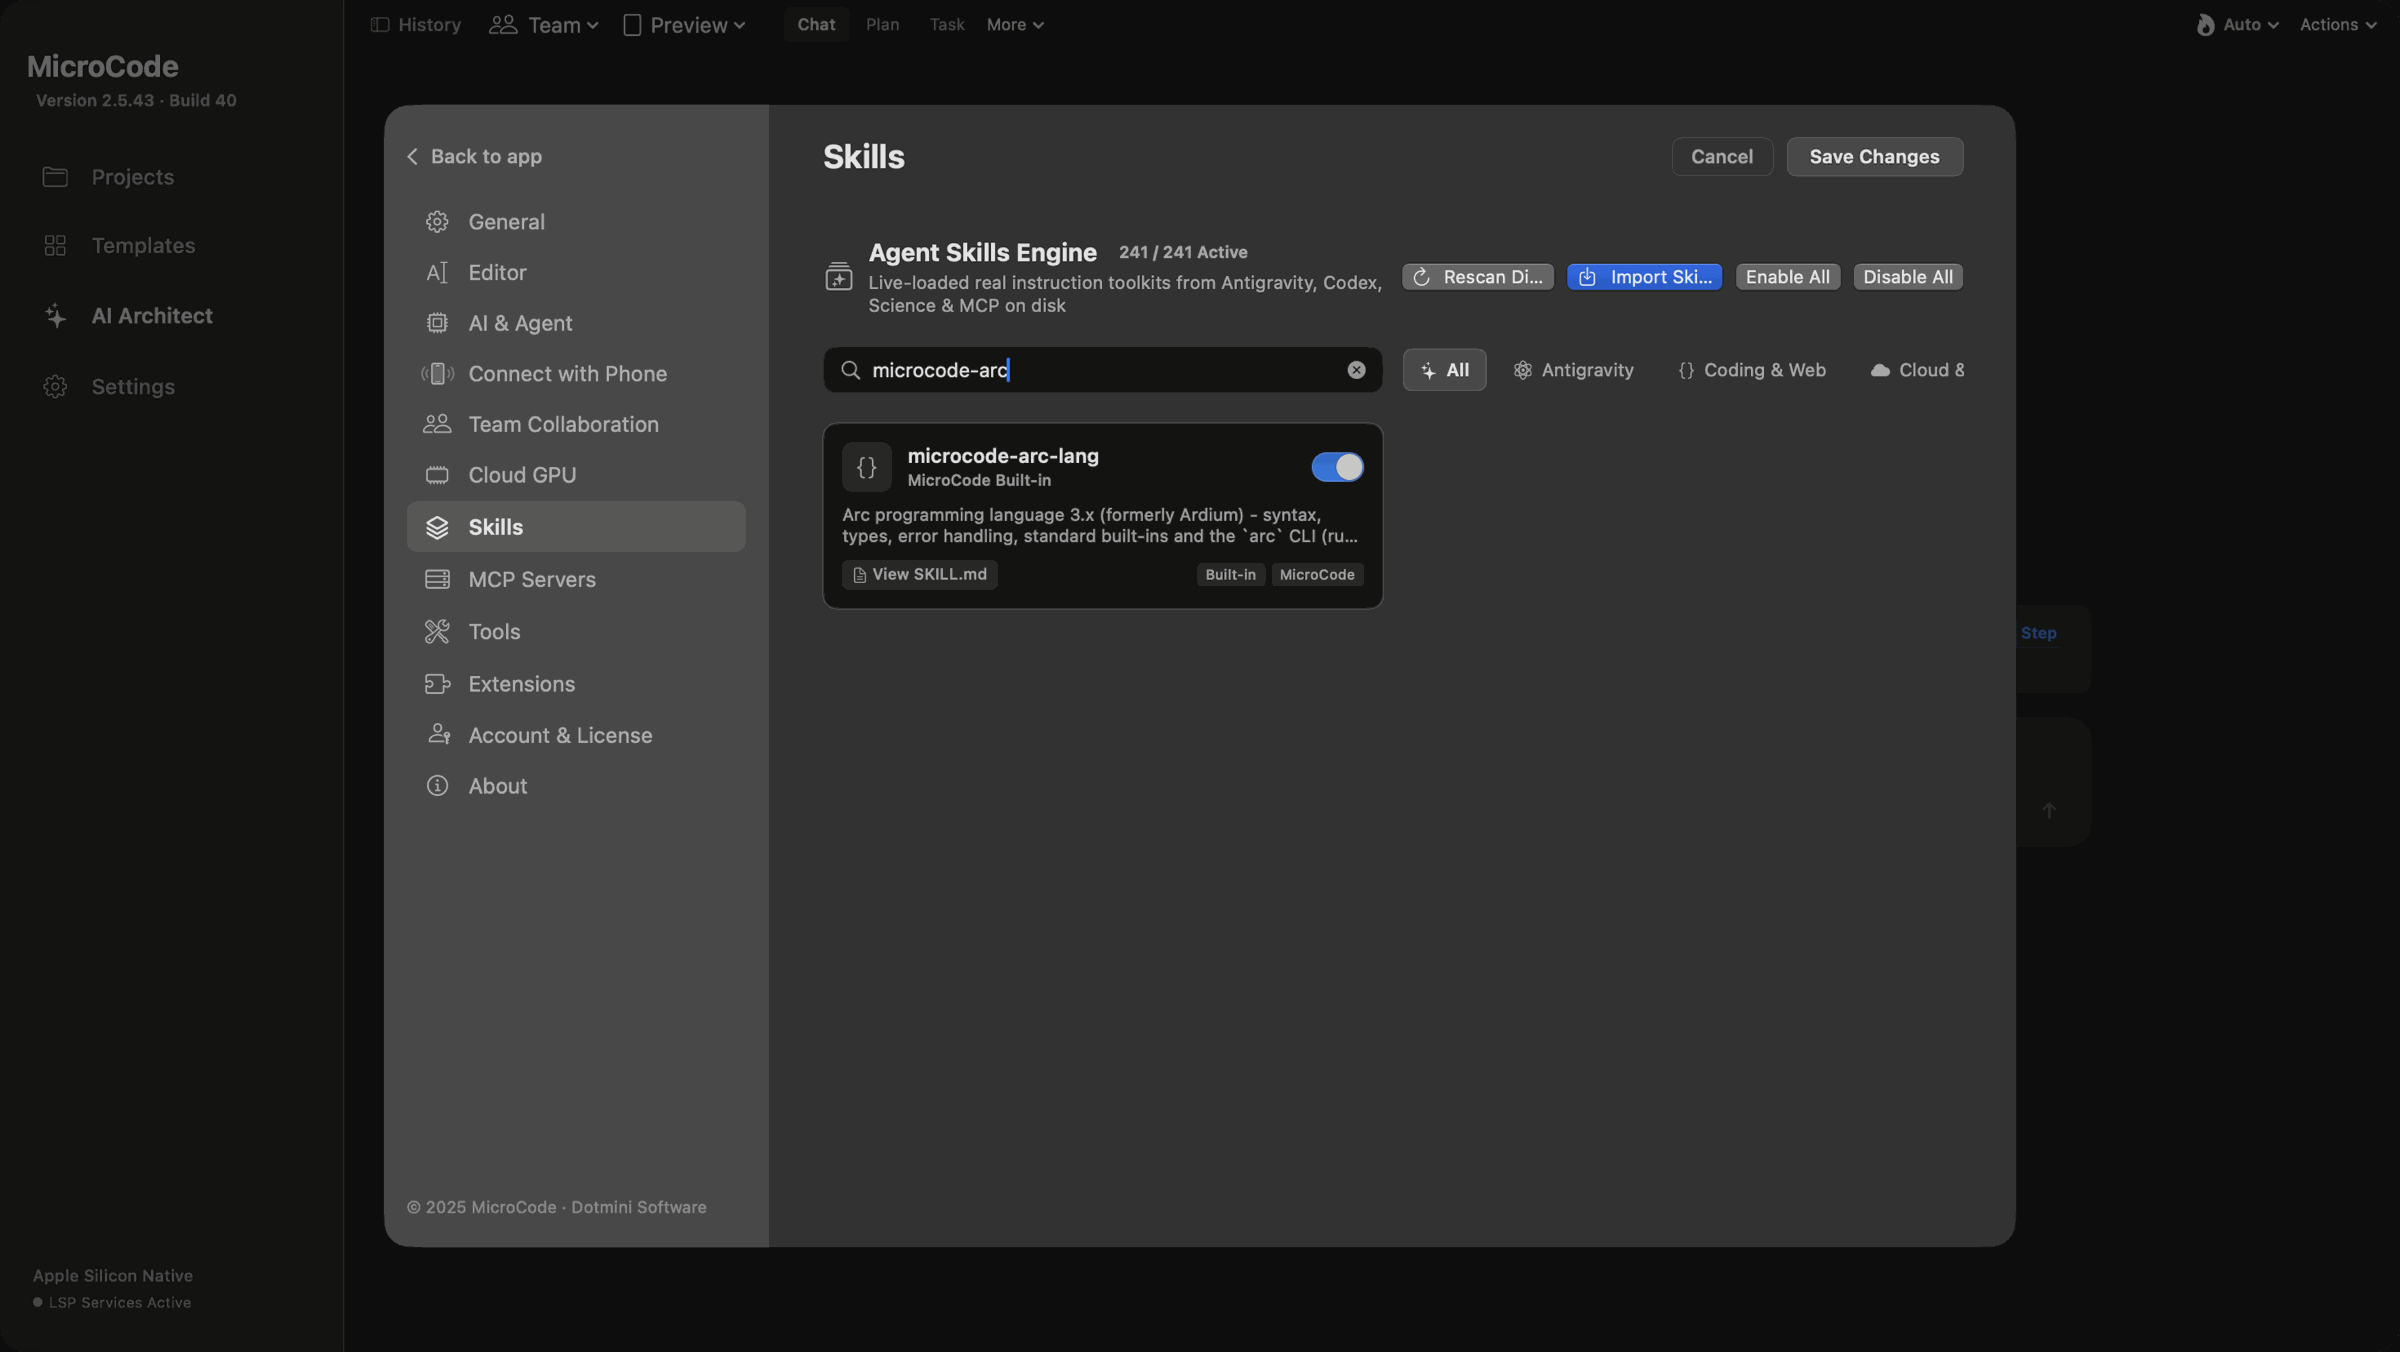 History
Team
Preview
Chat
Plan
Task
More
Auto
Actions
MicroCode
Version 2.5.43 · Build 40
Projects
Templates
AI Architect
Settings
Apple Silicon Native
LSP Services Active
Back to app
General
Editor
AI & Agent
Connect with Phone
Team Collaboration
Cloud GPU
Skills
MCP Servers
Tools
Extensions
Account & License
About
© 2025 MicroCode · Dotmini Software
Skills
Cancel
Save Changes
Agent Skills Engine 241 / 241 Active
Live-loaded real instruction toolkits from Antigravity, Codex,
Science & MCP on disk
Rescan Di...
Import Ski...
Enable All
Disable All
microcode-arc
All
Antigravity
{} Coding & Web
Cloud &
{}
microcode-arc-lang
MicroCode Built-in
Arc programming language 3.x (formerly Ardium) - syntax,
types, error handling, standard built-ins and the `arc` CLI (ru...
View SKILL.md
Built-in
MicroCode
Step